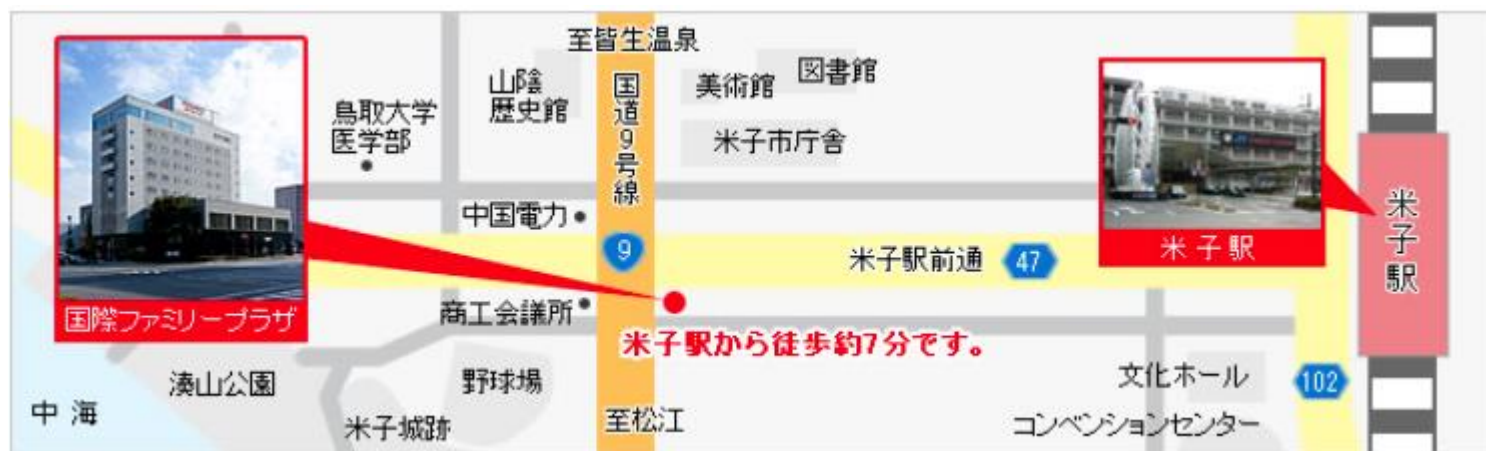 至皆生温泉
国道9号線
山陰
歴史館
美術館
図書館
鳥取大学
医学部
米子市庁舎
中国電力
9
米子駅前通
47
米子駅
米子駅
国際ファミリープラザ
商工会議所
米子駅から徒歩約7分です。
湊山公園
野球場
文化ホール
102
中海
米子城跡
至松江
コンベンションセンター